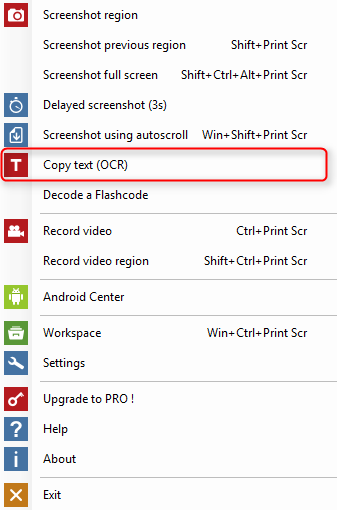 Screenshot region
Screenshot previous region Shift+Print Scr
Screenshot full screen Shift+Ctrl+Alt+Print Scr
Delayed screenshot (3s)
Screenshot using autoscroll Win+Shift+Print Scr
T Copy text (OCR)
Decode a Flashcode
Record video Ctrl+Print Scr
Record video region Shift+Ctrl+Print Scr
Android Center
Workspace Win+Ctrl+Print Scr
Settings
Upgrade to PRO !
? Help
i About
Exit